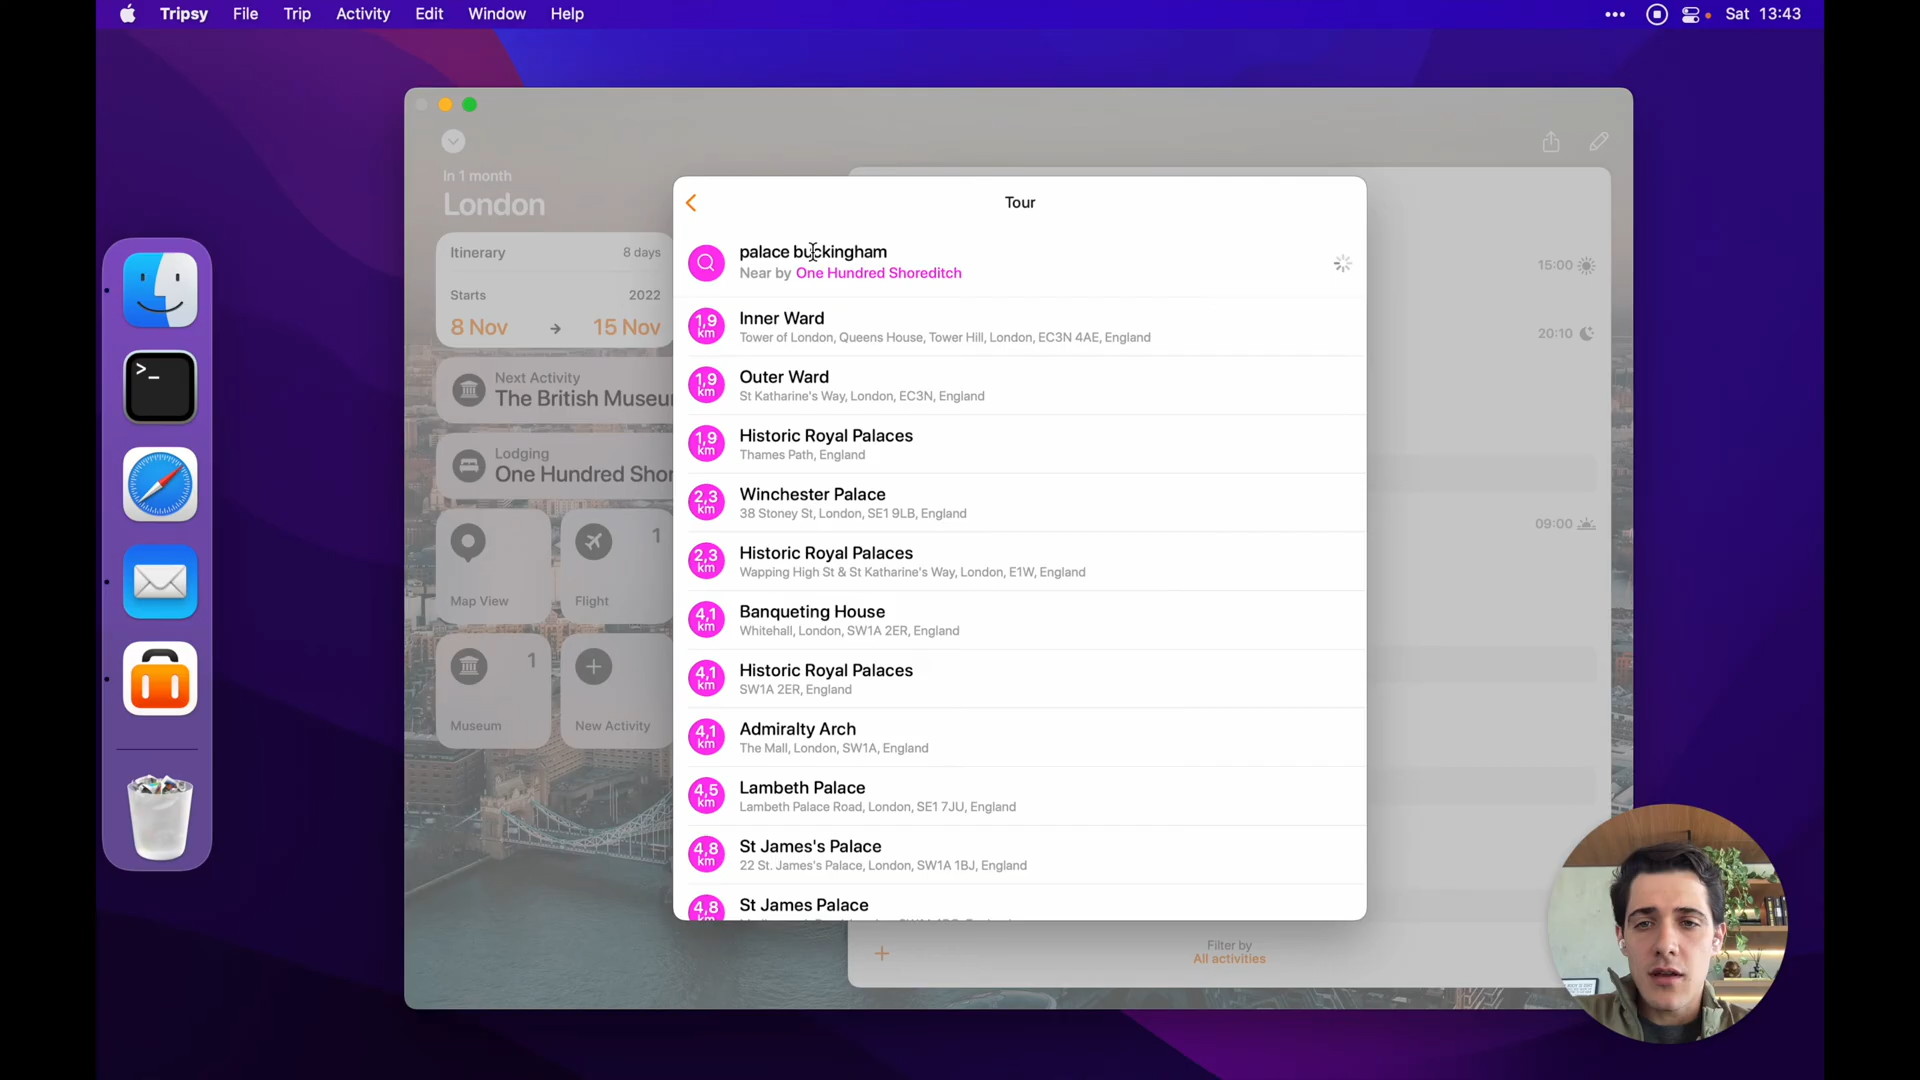 Tripsy File Trip Activity Edit Window Help
Sat 13:43
In 1 month
London
Itinerary 8 days
Starts 2022
8 Nov → 15 Nov
Next Activity
The British Museu
Lodging
One Hundred Shor
1
Map View
Flight
1
Museum
New Activity
Tour
palace buckingham
Near by One Hundred Shoreditch
1,9 km
Inner Ward
Tower of London, Queens House, Tower Hill, London, EC3N 4AE, England
1,9 km
Outer Ward
St Katharine's Way, London, EC3N, England
1,9 km
Historic Royal Palaces
Thames Path, England
2,3 km
Winchester Palace
38 Stoney St, London, SE1 9LB, England
2,3 km
Historic Royal Palaces
Wapping High St & St Katharine's Way, London, E1W, England
4,1 km
Banqueting House
Whitehall, London, SW1A 2ER, England
4,1 km
Historic Royal Palaces
SW1A 2ER, England
4,1 km
Admiralty Arch
The Mall, London, SW1A, England
4,5 km
Lambeth Palace
Lambeth Palace Road, London, SE1 7JU, England
4,8 km
St James's Palace
22 St. James's Palace, London, SW1A 1BJ, England
4,8
St James Palace
15:00
20:10
09:00
Filter by
All activities